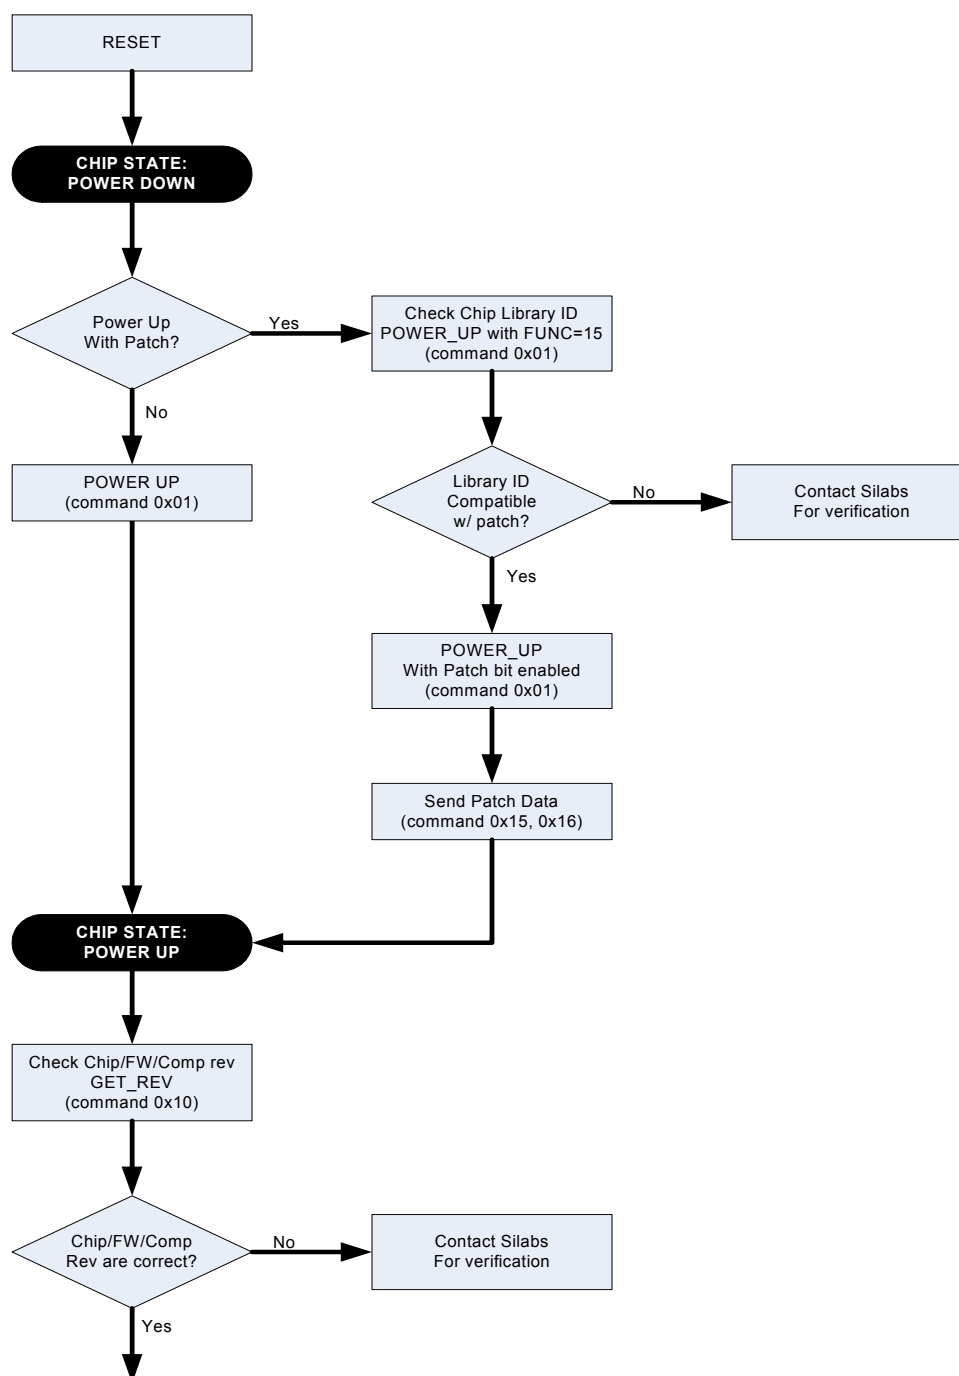 RESET
CHIP STATE:
POWER DOWN
Power Up
With Patch?
Yes
Check Chip Library ID
POWER_UP with FUNC=15
(command 0x01)
No
POWER UP
(command 0x01)
Library ID
Compatible
w/ patch?
No
Contact Silabs
For verification
Yes
POWER_UP
With Patch bit enabled
(command 0x01)
Send Patch Data
(command 0x15, 0x16)
CHIP STATE:
POWER UP
Check Chip/FW/Comp rev
GET_REV
(command 0x10)
Chip/FW/Comp
Rev are correct?
No
Contact Silabs
For verification
Yes